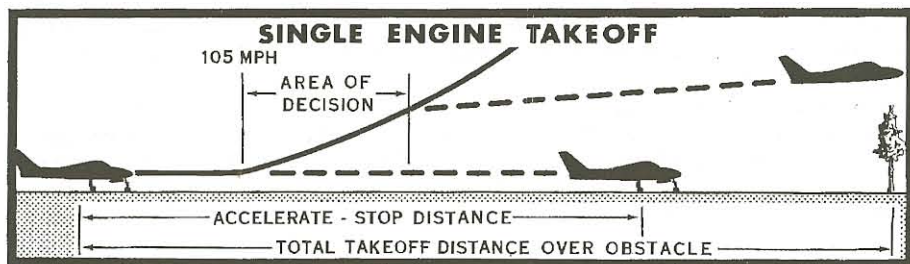 SINGLE ENGINE TAKEOFF
105 MPH
AREA OF
DECISION
ACCELERATE - STOP DISTANCE
TOTAL TAKEOFF DISTANCE OVER OBSTACLE